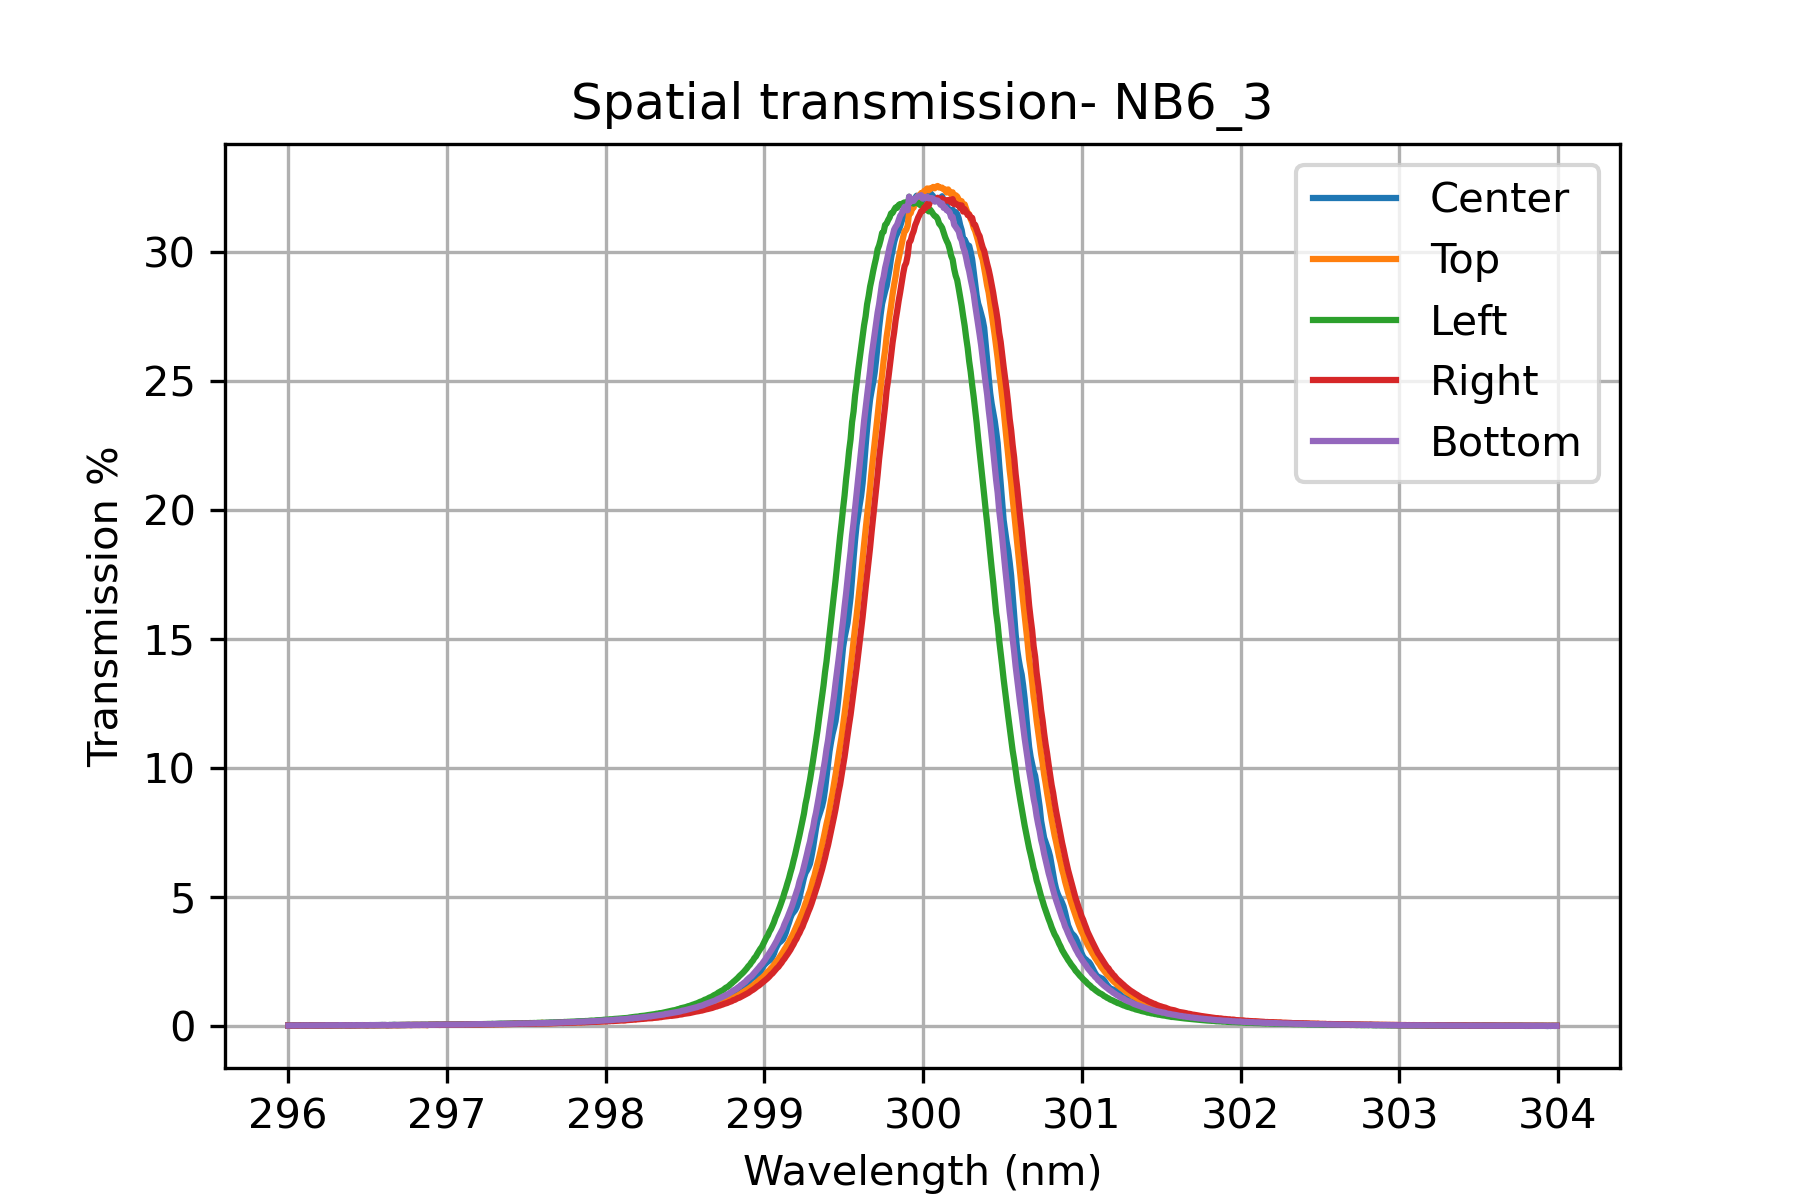 Spatial transmission- NB6_3
Center
Top
Left
Right
Bottom
Transmission %
30
25
20
15
10
5
0
296 297 298 299 300 301 302 303 304
Wavelength (nm)